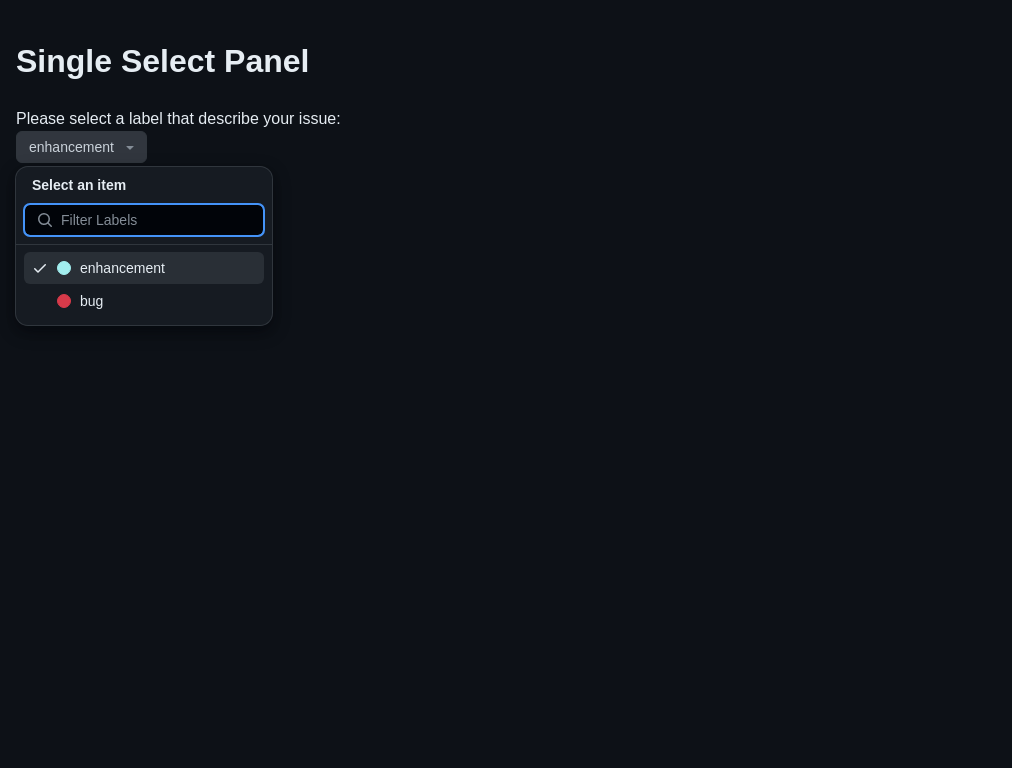 Single Select Panel
Please select a label that describe your issue:
enhancement
Select an item
Filter Labels
enhancement
bug